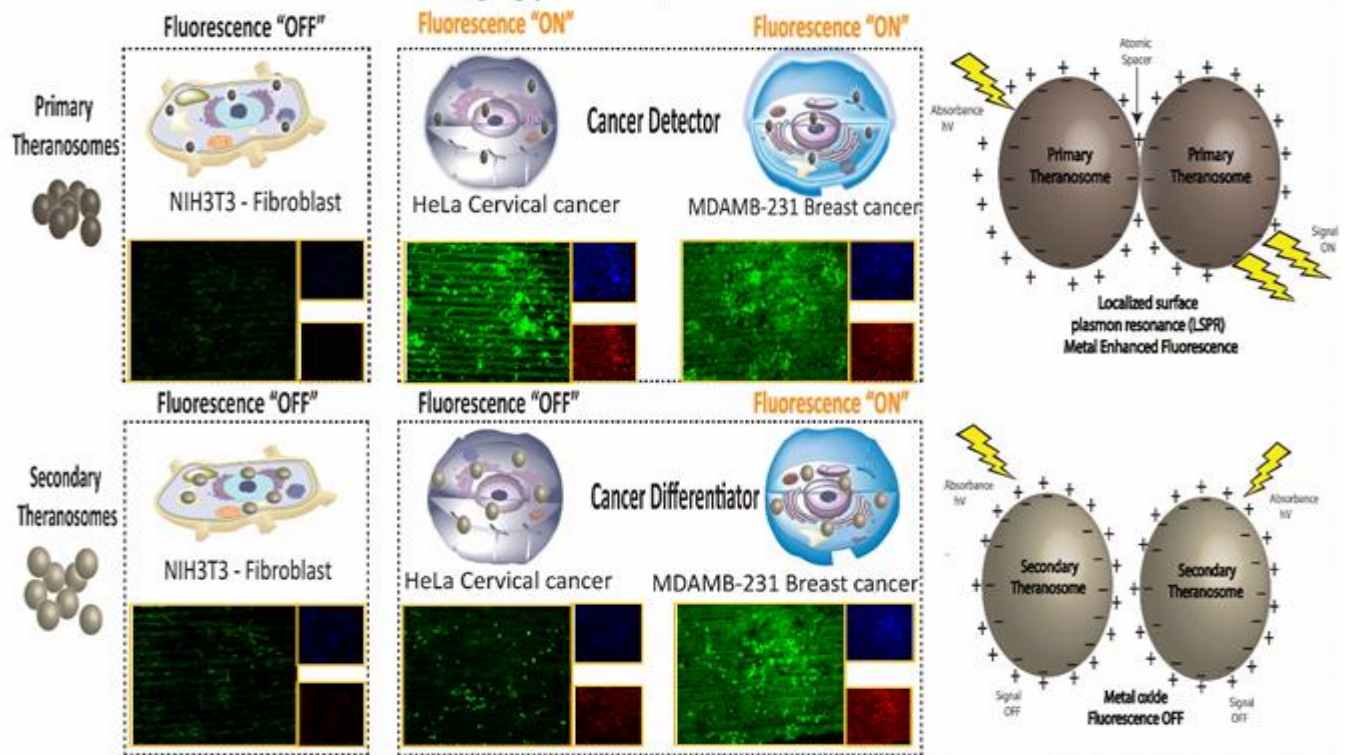 Fluorescence “OFF”
Fluorescence “ON”
Fluorescence “ON”
Primary
Theranosomes
Cancer Detector
NIH3T3 - Fibroblast
HeLa Cervical cancer
MDAMB-231 Breast cancer
Atomic
Spacer
Absorbance
hV
Primary
Theranosome
Primary
Theranosome
Signal
ON
Localized surface
plasmon resonance (LSPR)
Metal Enhanced Fluorescence
Fluorescence “OFF”
Fluorescence “OFF”
Fluorescence “ON”
Secondary
Theranosomes
Cancer Differentiator
NIH3T3 - Fibroblast
HeLa Cervical cancer
MDAMB-231 Breast cancer
Absorbance
hV
Absorbance
hV
Secondary
Theranosome
Secondary
Theranosome
Signal
OFF
Metal oxide
Fluorescence OFF
Signal
OFF